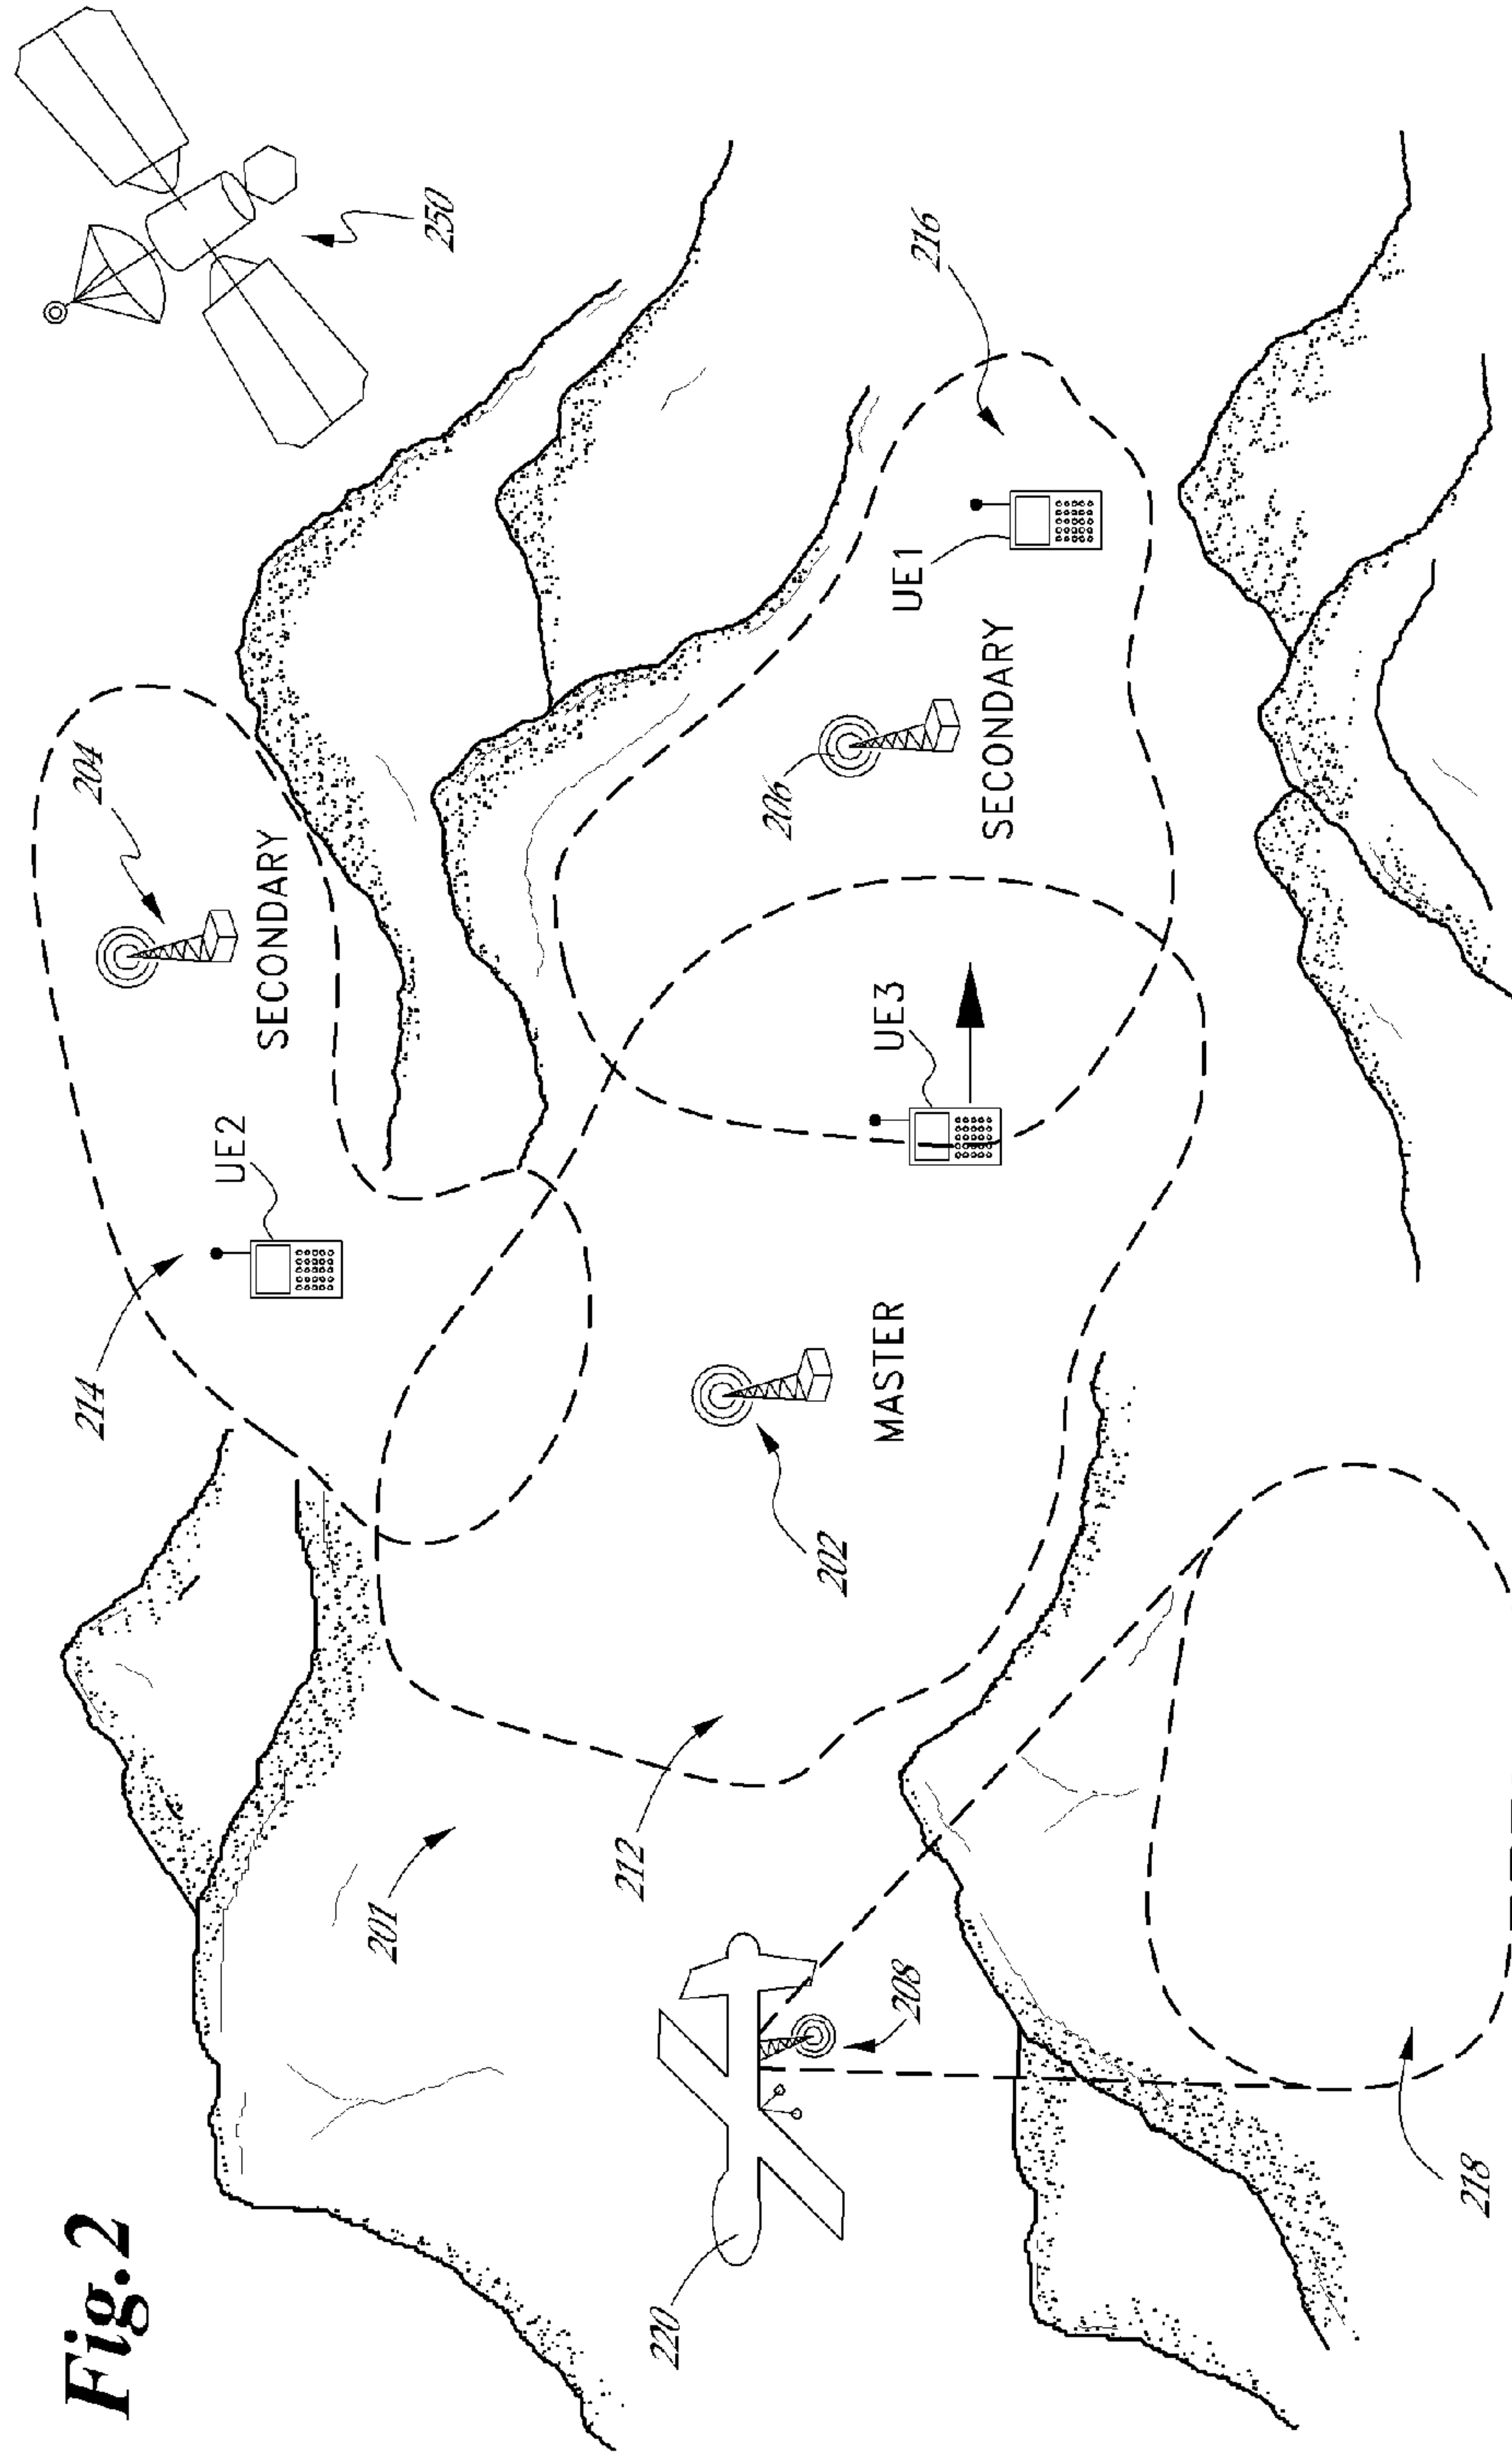 Fig.2
250
204
SECONDARY
UE2
214
216
UE1
206
SECONDARY
UE3
MASTER
202
201
212
208
220
218